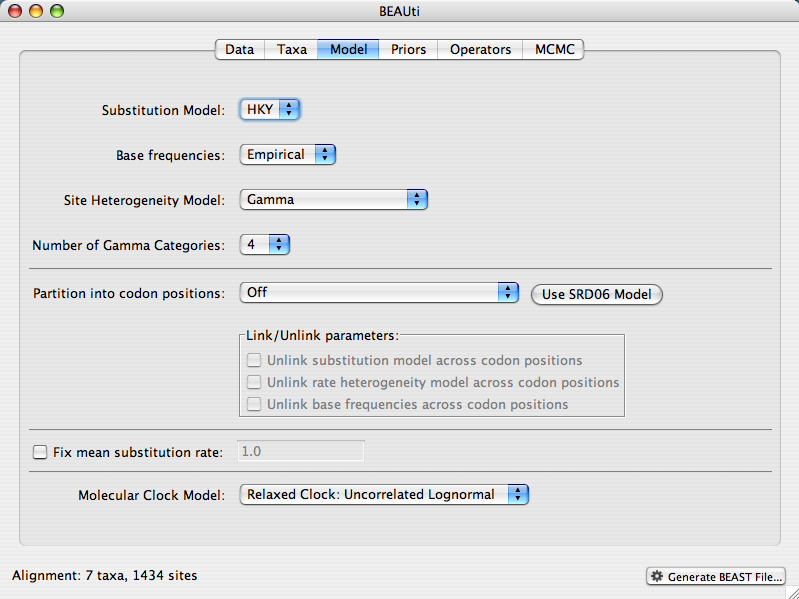 BEAUti
Data Taxa Model Priors Operators MCMC
Substitution Model: HKY
Base frequencies: Empirical
Site Heterogeneity Model: Gamma
Number of Gamma Categories: 4
Partition into codon positions: Off Use SRD06 Model
Link/Unlink parameters:
Unlink substitution model across codon positions
Unlink rate heterogeneity model across codon positions
Unlink base frequencies across codon positions
Fix mean substitution rate: 1.0
Molecular Clock Model: Relaxed Clock: Uncorrelated Lognormal
Alignment: 7 taxa, 1434 sites Generate BEAST File...